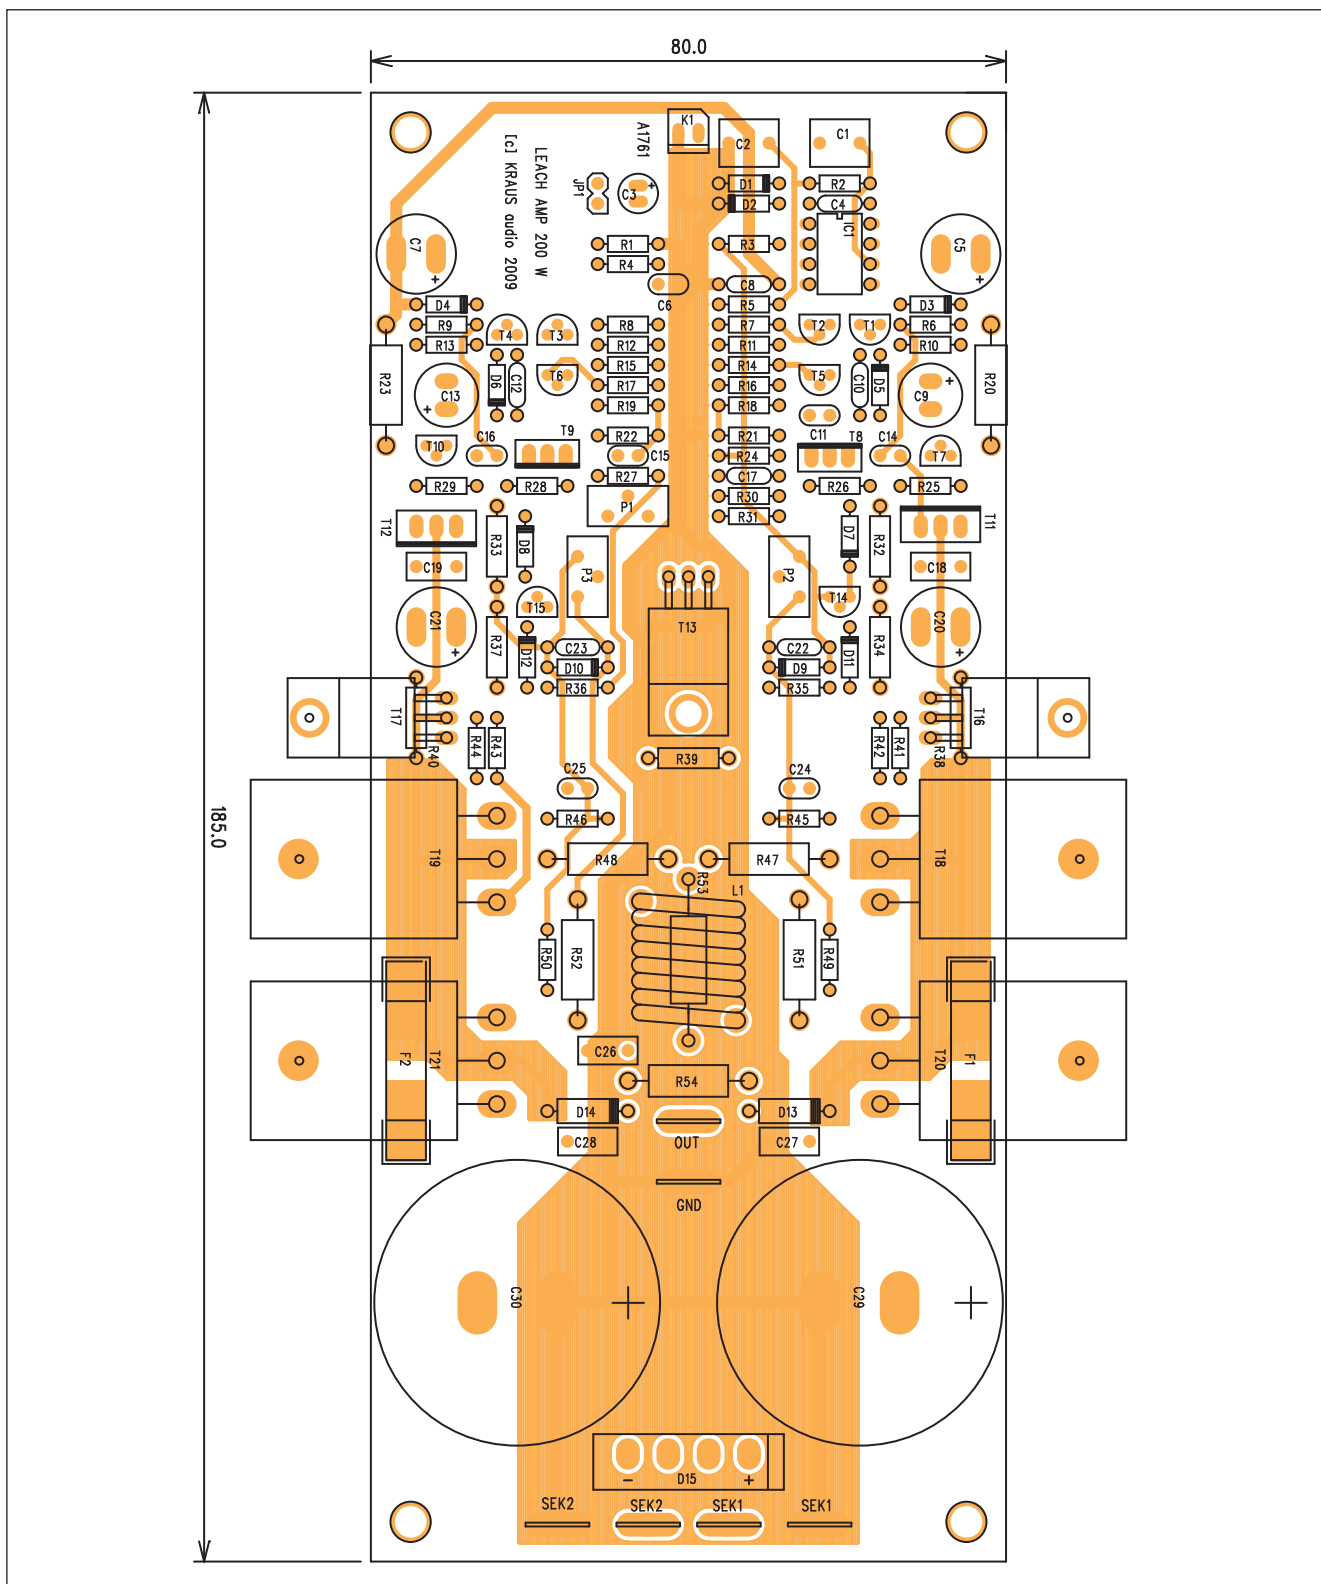 80.0
185.0
K1
A1761
LEACH AMP 200 W
[c] KRAUS audio 2009
C2
C1
JP1
C3
+
D1
R2
D2
C4
IC1
C7
+
R1
R3
C5
+
R4
C6
C8
D4
R5
D3
R9
T4
T3
R8
R7
T2
T1
R6
R13
R12
R11
R10
R23
D6
C12
T6
R15
R14
T5
C10
D5
R20
C13
+
R17
R16
C9
+
R19
R18
C11
T10
C16
T9
R22
R21
T8
C14
T7
C15
R24
R27
C17
R29
R28
P1
R30
R26
R25
R31
T12
R33
D8
P3
P2
D7
R32
T11
C19
C18
T15
T14
C21
+
R37
D12
C23
T13
C22
D11
R34
C20
+
D10
D9
R36
R35
T17
R40
R44
R43
R39
R42
R41
R38
T16
C25
C24
R46
R45
T19
R48
R47
T18
R53
L1
R50
R52
R51
R49
F2
T21
C26
R54
T20
F1
D14
D13
C28
OUT
C27
GND
C30
+
C29
+
-
D15
+
SEK2
SEK2
SEK1
SEK1